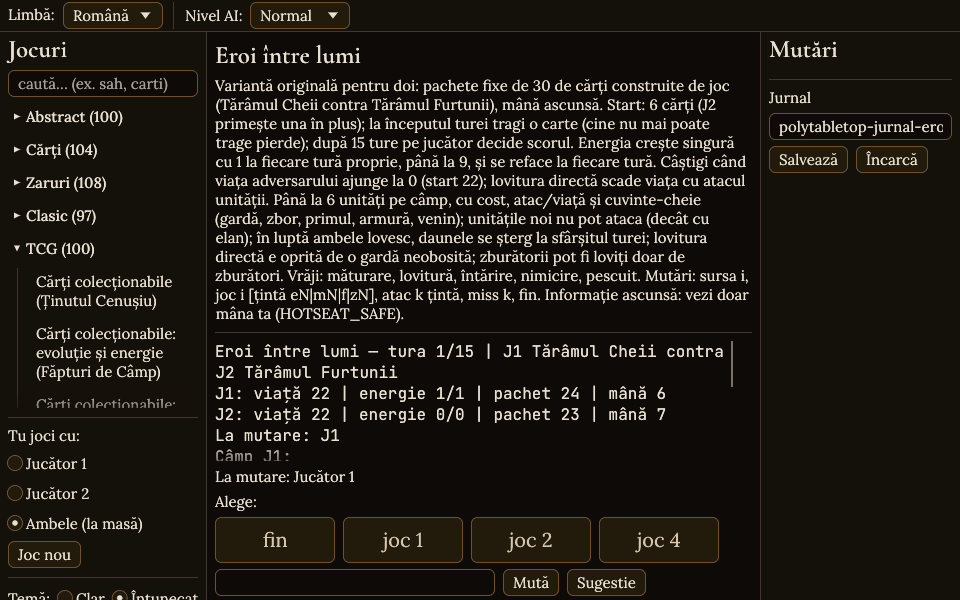 Limbă: Română ▼ Nivel AI: Normal ▼
Jocuri
caută... (ex. sah, carti)
▸ Abstract (100)
▸ Cărți (104)
▸ Zaruri (108)
▸ Clasic (97)
▾ TCG (100)
Cărți colecționabile
(Ținutul Cenușiu)
Cărți colecționabile:
evoluție și energie
(Făpturi de Câmp)
Cărți colecționabile:
Tu joci cu:
Jucător 1
Jucător 2
Ambele (la masă)
Joc nou
Temă: Clar Întunecat
Eroi între lumi
Variantă originală pentru doi: pachete fixe de 30 de cărți construite de joc
(Tărâmul Cheii contra Tărâmul Furtunii), mână ascunsă. Start: 6 cărți (J2
primește una în plus); la începutul turei tragi o carte (cine nu mai poate
trage pierde); după 15 ture pe jucător decide scorul. Energia crește singură
cu 1 la fiecare tură proprie, până la 9, și se reface la fiecare tură. Câștigi când
viața adversarului ajunge la 0 (start 22); lovitura directă scade viața cu atacul
unității. Până la 6 unități pe câmp, cu cost, atac/viață și cuvinte-cheie
(gardă, zbor, primul, armură, venin); unitățile noi nu pot ataca (decât cu
elan); în luptă ambele lovesc, daunele se șterg la sfârșitul turei; lovitura
directă e oprită de o gardă neobosită; zburătorii pot fi loviți doar de
zburători. Vrăji: măturare, lovitură, întărire, nimicire, pescuit. Mutări: sursa i,
joc i [țintă eN|mN|f|zN], atac k țintă, miss k, fin. Informație ascunsă: vezi doar
mâna ta (HOTSEAT_SAFE).
Eroi între lumi — tura 1/15 | J1 Tărâmul Cheii contra
J2 Tărâmul Furtunii
J1: viață 22 | energie 1/1 | pachet 24 | mână 6
J2: viață 22 | energie 0/0 | pachet 23 | mână 7
La mutare: J1
Câmp J1:
La mutare: Jucător 1
Alege:
fin joc 1 joc 2 joc 4
Mută Sugestie
Mutări
Jurnal
polytabletop-jurnal-erc
Salvează Încarcă